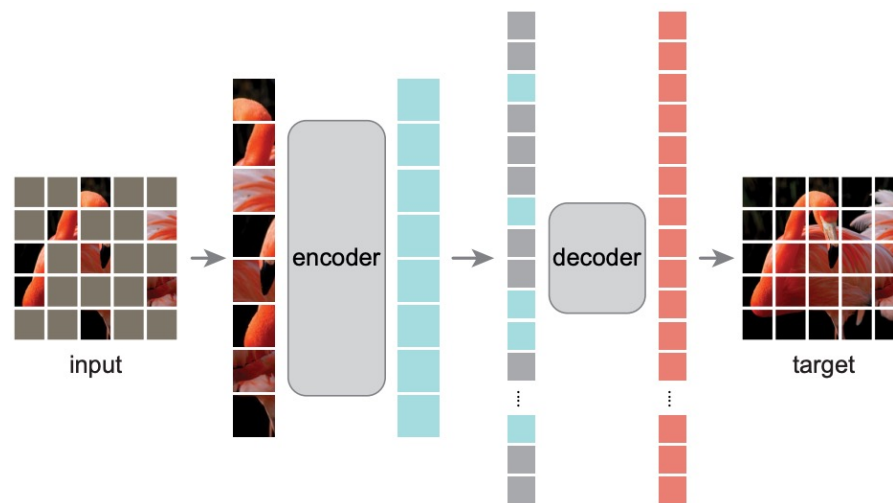 input
encoder
decoder
target